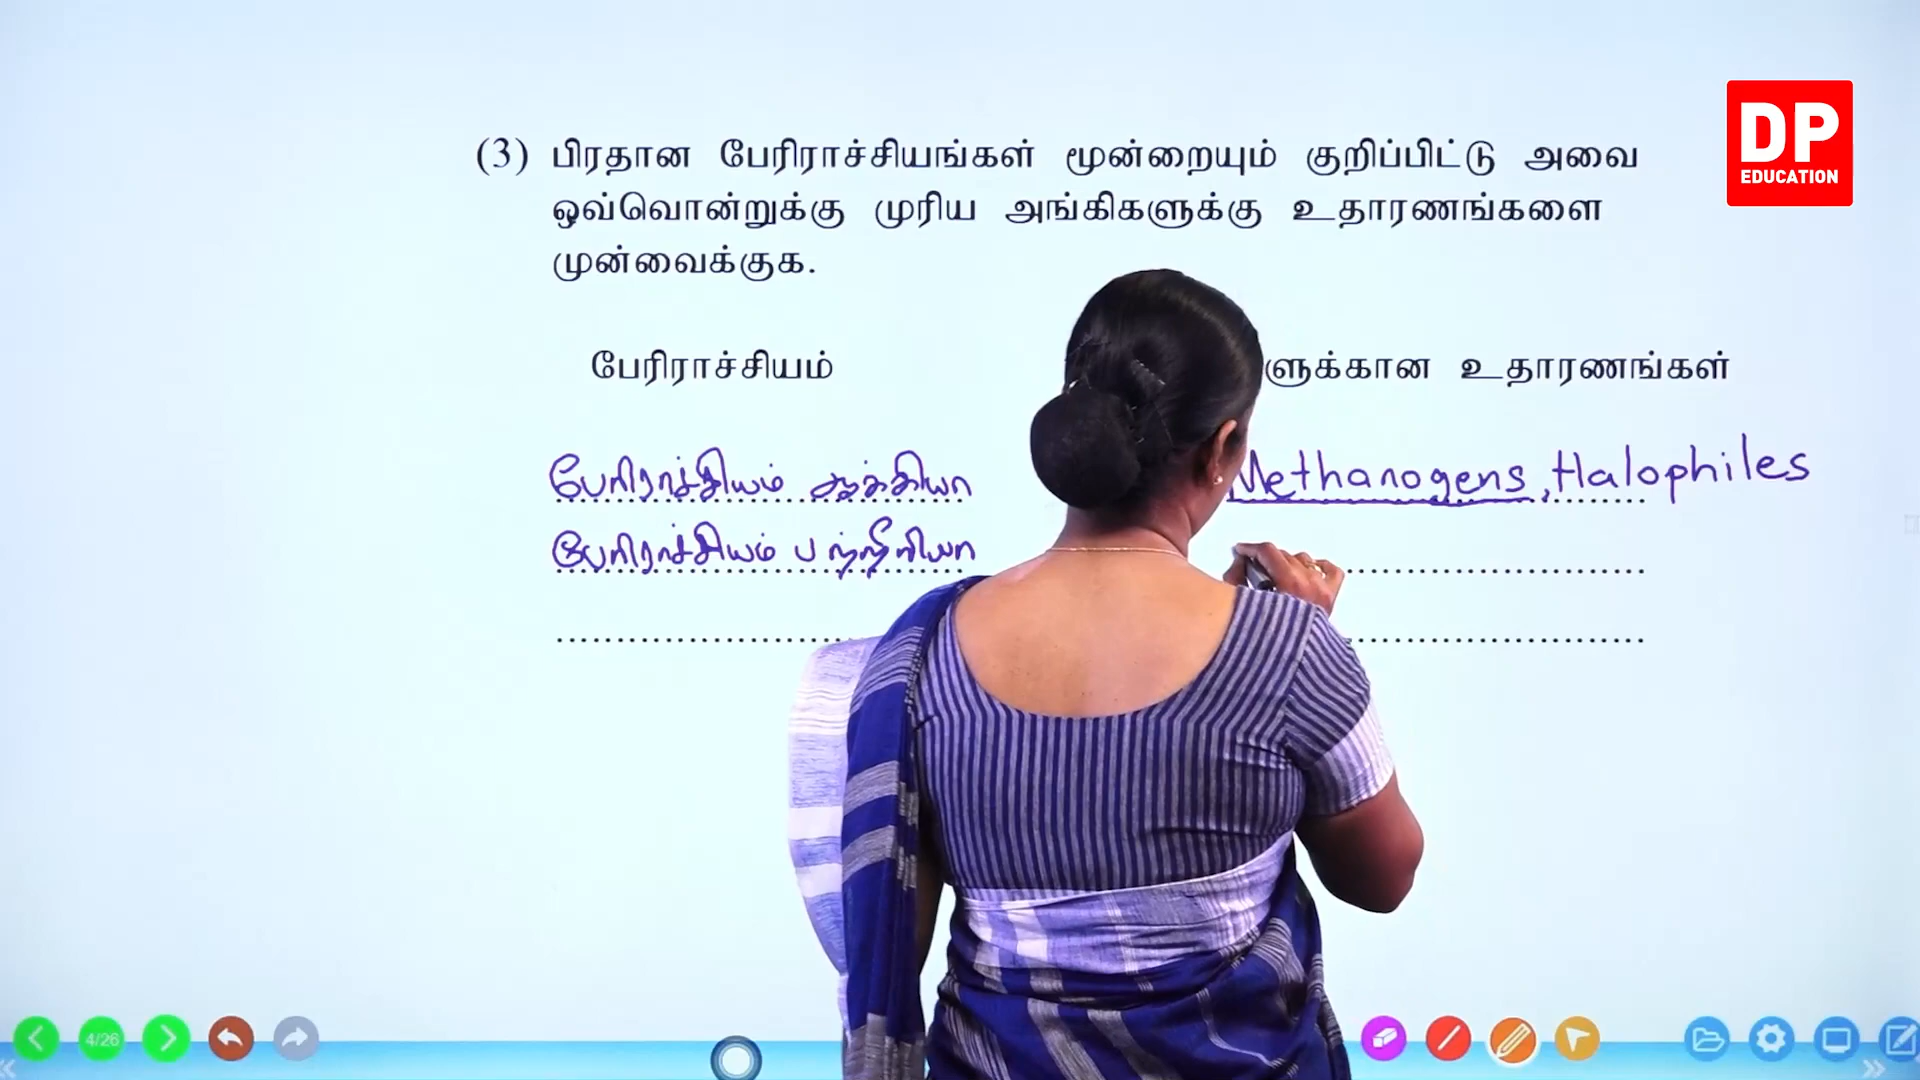 DP
EDUCATION
(3) பிரதான பேரிராச்சியங்கள் மூன்றையும் குறிப்பிட்டு அவை
ஒவ்வொன்றுக்கு முரிய அங்கிகளுக்கு உதாரணங்களை
முன்வைக்குக.
பேரிராச்சியம் ளுக்கான உதாரணங்கள்
பேரிராச்சியம் ஆக்கியா Methanogens, Halophiles
பேரிராச்சியம் பற்றீரியா
4/26